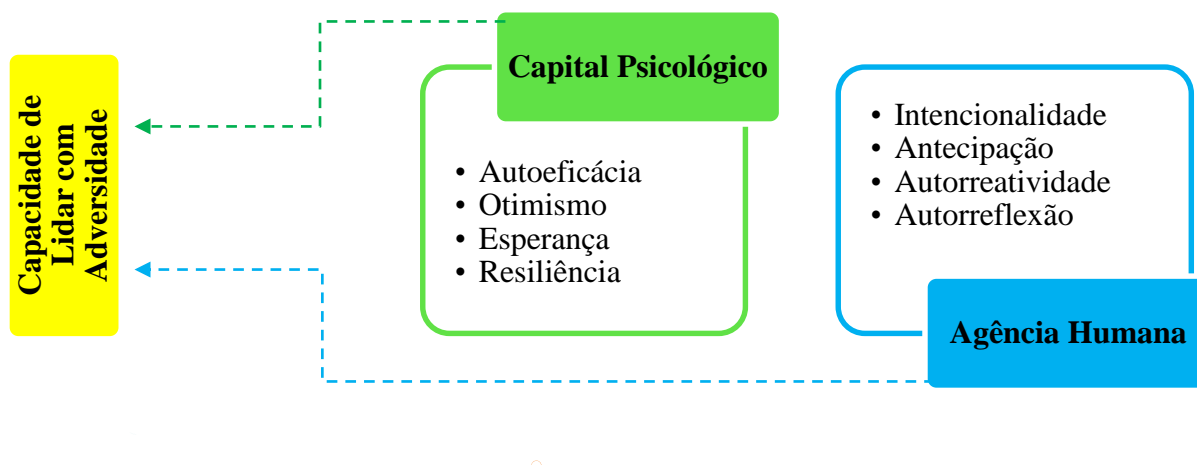 Capacidade de
Lidar com
Adversidade
Capital Psicológico
• Autoeficácia
• Otimismo
• Esperança
• Resiliência
• Intencionalidade
• Antecipação
• Autorreatividade
• Autorreflexão
Agência Humana